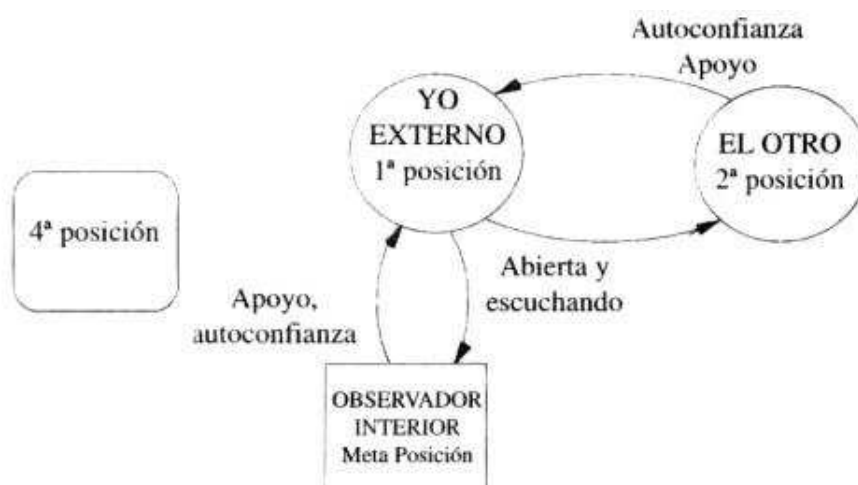 Autoconfianza
Apoyo
YO
EXTERNO
1ª posición
EL OTRO
2ª posición
4ª posición
Abierta y
escuchando
Apoyo,
autoconfianza
OBSERVADOR
INTERIOR
Meta Posición